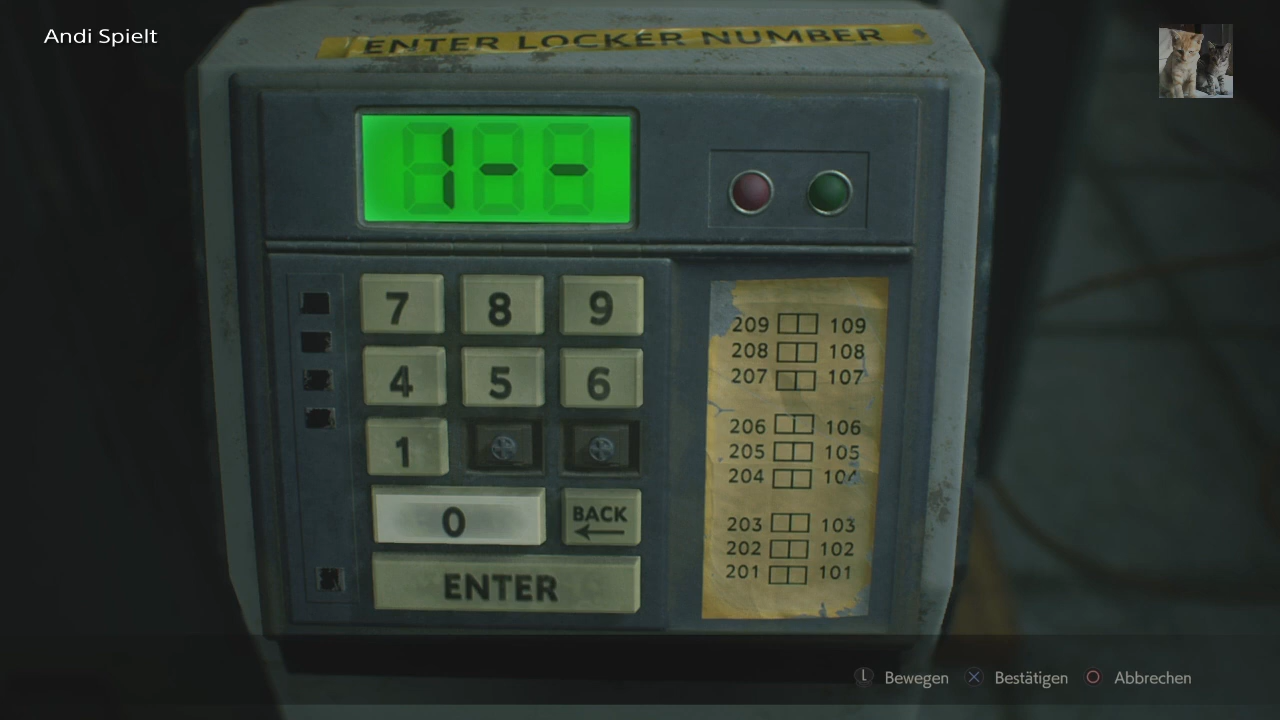 Andi Spielt
ENTER LOCKER NUMBER
1--
7 8 9
4 5 6
1
0 BACK
ENTER
209 109
208 108
207 107
206 106
205 105
204 104
203 103
202 102
201 101
L Bewegen Bestätigen Abbrechen